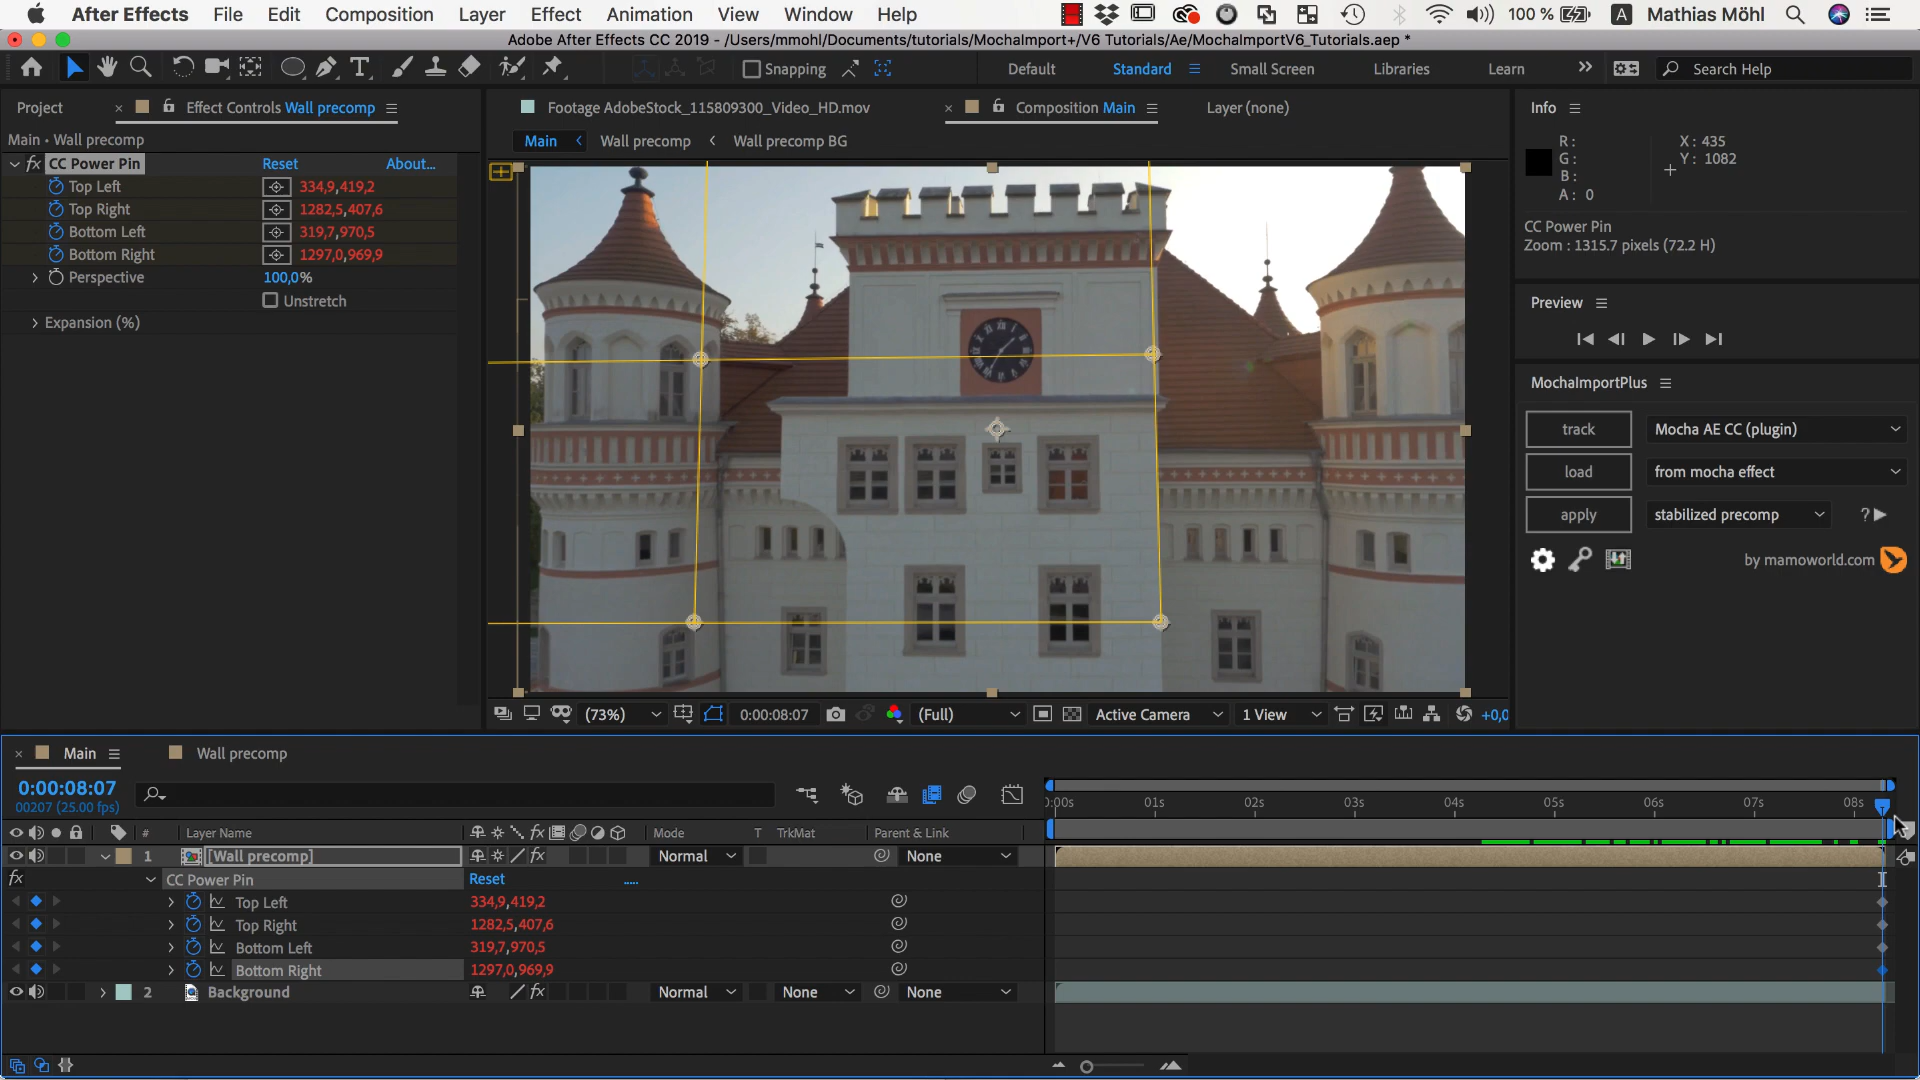 After Effects File Edit Composition Layer Effect Animation View Window Help 100 % A Mathias Möhl
Adobe After Effects CC 2019 - /Users/mmohl/Documents/tutorials/MochaImport+/V6 Tutorials/Ae/MochaImportV6_Tutorials.aep *
Snapping Default Standard Small Screen Libraries Learn Search Help
Project Effect Controls Wall precomp Footage AdobeStock_115809300_Video_HD.mov Composition Main Layer (none) Info
Main • Wall precomp Main Wall precomp Wall precomp BG
fx CC Power Pin Reset About...
Top Left 334,9,419,2
Top Right 1282,5,407,6
Bottom Left 319,7,970,5
Bottom Right 1297,0,969,9
Perspective 100,0%
Unstretch
Expansion (%)
R: X: 435
G: Y: 1082
B:
A: 0
CC Power Pin
Zoom : 1315.7 pixels (72.2 H)
Preview
MochaImportPlus
track Mocha AE CC (plugin)
load from mocha effect
apply stabilized precomp ?
by mamoworld.com
(73%) 0:00:08:07 (Full) Active Camera 1 View +0,0
Main Wall precomp
0:00:08:07
00207 (25.00 fps)
0:00s 01s 02s 03s 04s 05s 06s 07s 08s
# Layer Name fx Mode T TrkMat Parent & Link
1 [Wall precomp] fx Normal None
fx CC Power Pin Reset .....
Top Left 334,9,419,2
Top Right 1282,5,407,6
Bottom Left 319,7,970,5
Bottom Right 1297,0,969,9
2 Background fx Normal None None